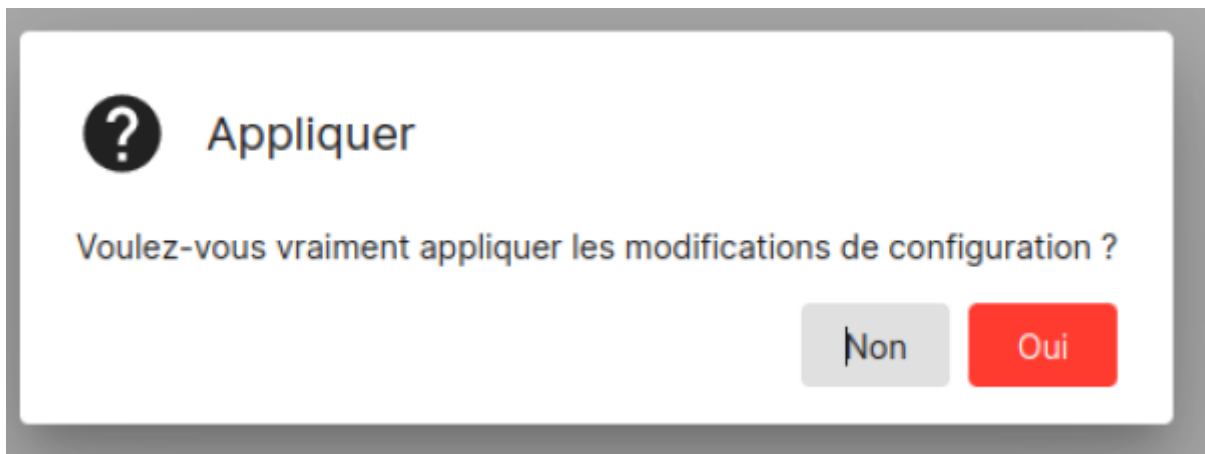 Appliquer
Voulez-vous vraiment appliquer les modifications de configuration ?
Non Oui